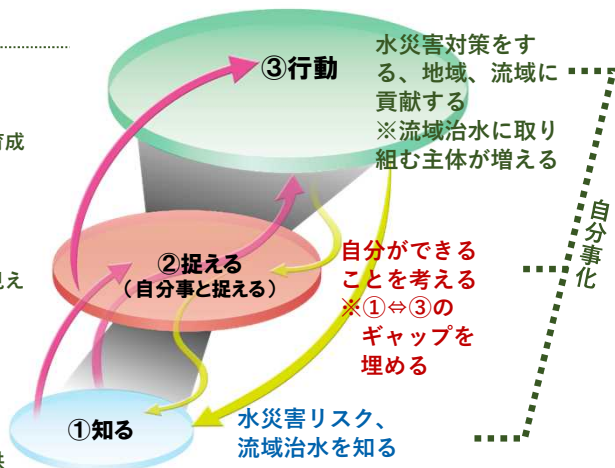 ③行動
水災害対策をす
る、地域、流域に
貢献する
※流域治水に取り
組む主体が増える
育成
自分事化
②捉える
（自分事と捉える）
自分ができる
ことを考える
※①⇔③の
ギャップを
埋める
見え
①知る
水災害リスク、
流域治水を知る